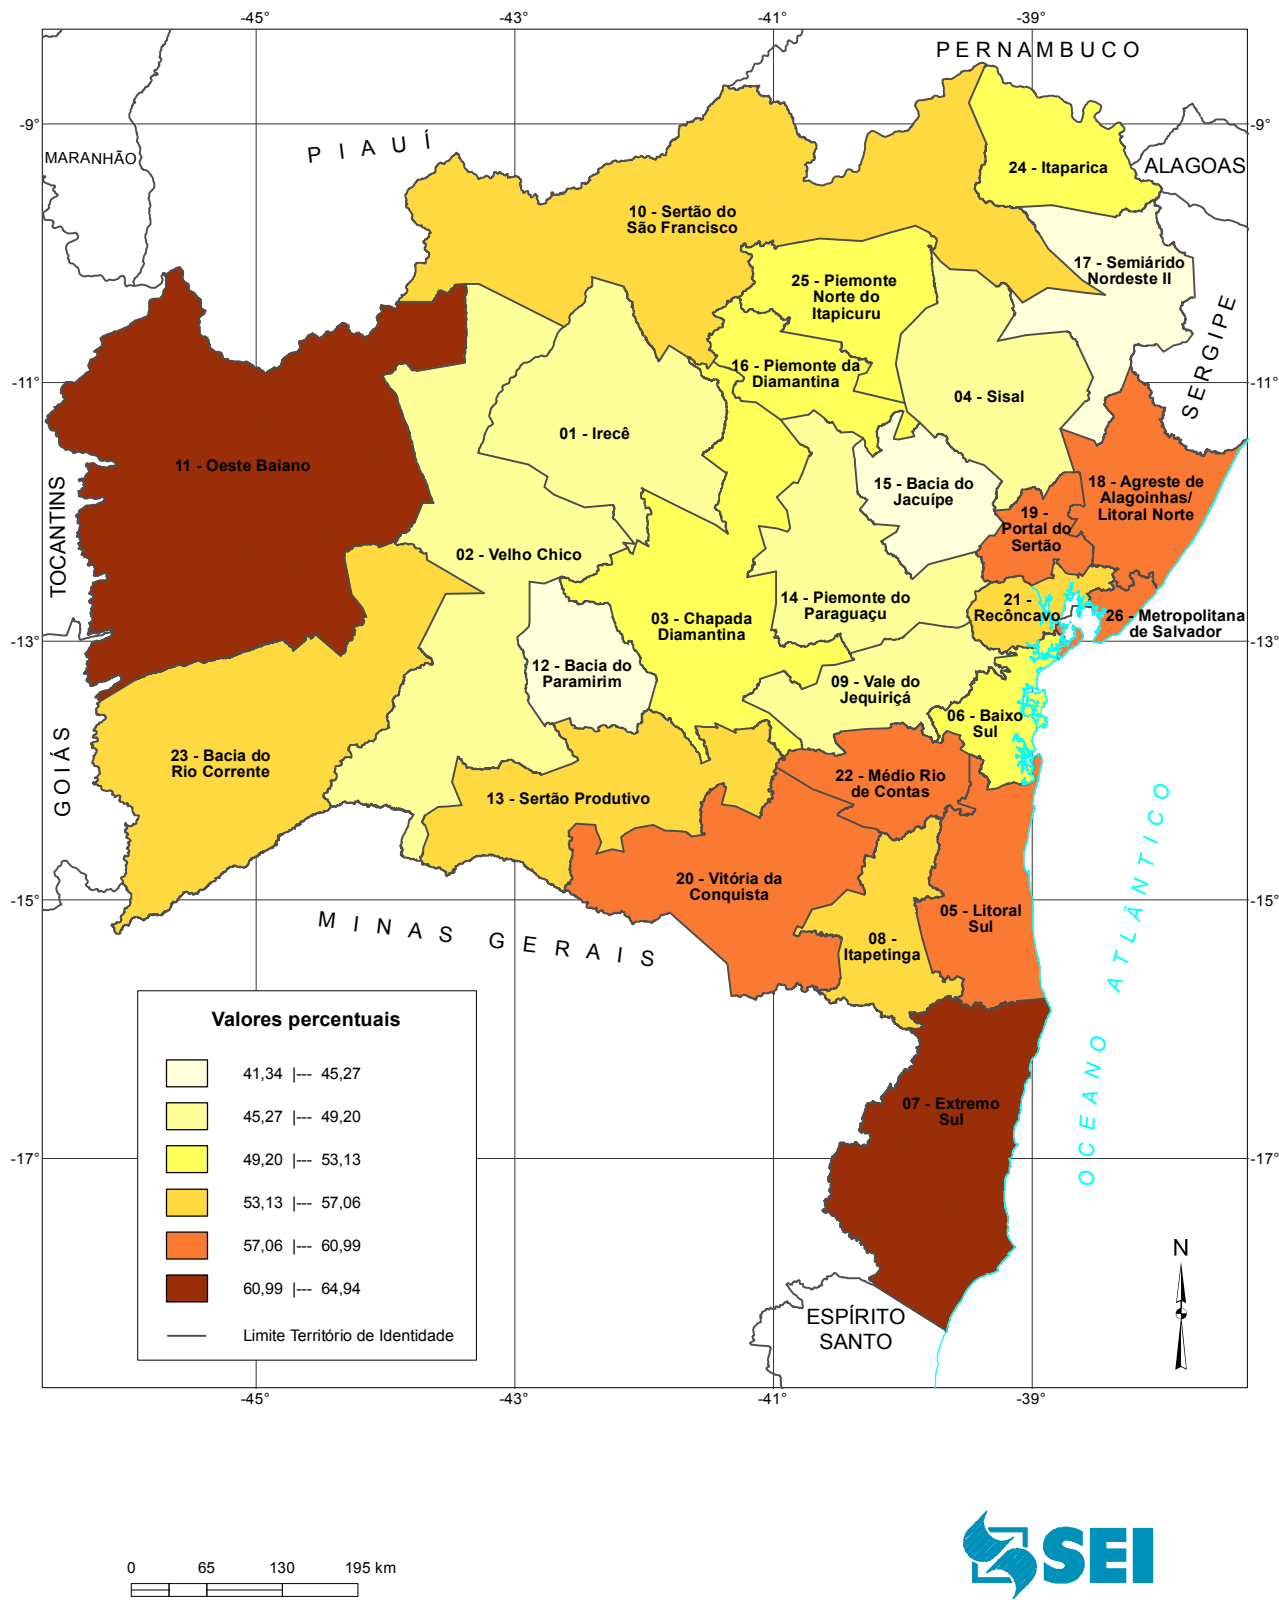 -45°
-43°
-41°
-39°
PERNAMBUCO
-9°
-9°
PIAUÍ
MARANHÃO
ALAGOAS
24 - Itaparica
10 - Sertão do
São Francisco
17 - Semiárido
Nordeste II
25 - Piemonte
Norte do
Itapicuru
SERGIPE
16 - Piemonte da
Diamantina
-11°
-11°
04 - Sisal
01 - Irecê
11 - Oeste Baiano
15 - Bacia do
Jacuípe
18 - Agreste de
Alagoinhas/
Litoral Norte
19 -
Portal do
Sertão
TOCANTINS
02 - Velho Chico
14 - Piemonte do
Paraguaçu
21 -
Recôncavo
03 - Chapada
Diamantina
26 - Metropolitana
de Salvador
-13°
-13°
12 - Bacia do
Paramirim
09 - Vale do
Jequiriçá
06 - Baixo
Sul
GOIÁS
23 - Bacia do
Rio Corrente
22 - Médio Rio
de Contas
13 - Sertão Produtivo
20 - Vitória da
Conquista
-15°
-15°
05 - Litoral
Sul
MINAS GERAIS
08 -
Itapetinga
OCEANO ATLÂNTICO
Valores percentuais
41,34 |--- 45,27
45,27 |--- 49,20
49,20 |--- 53,13
53,13 |--- 57,06
57,06 |--- 60,99
60,99 |--- 64,94
Limite Território de Identidade
07 - Extremo
Sul
-17°
-17°
N
ESPÍRITO
SANTO
-45°
-43°
-41°
-39°
0 65 130 195 km
SEI